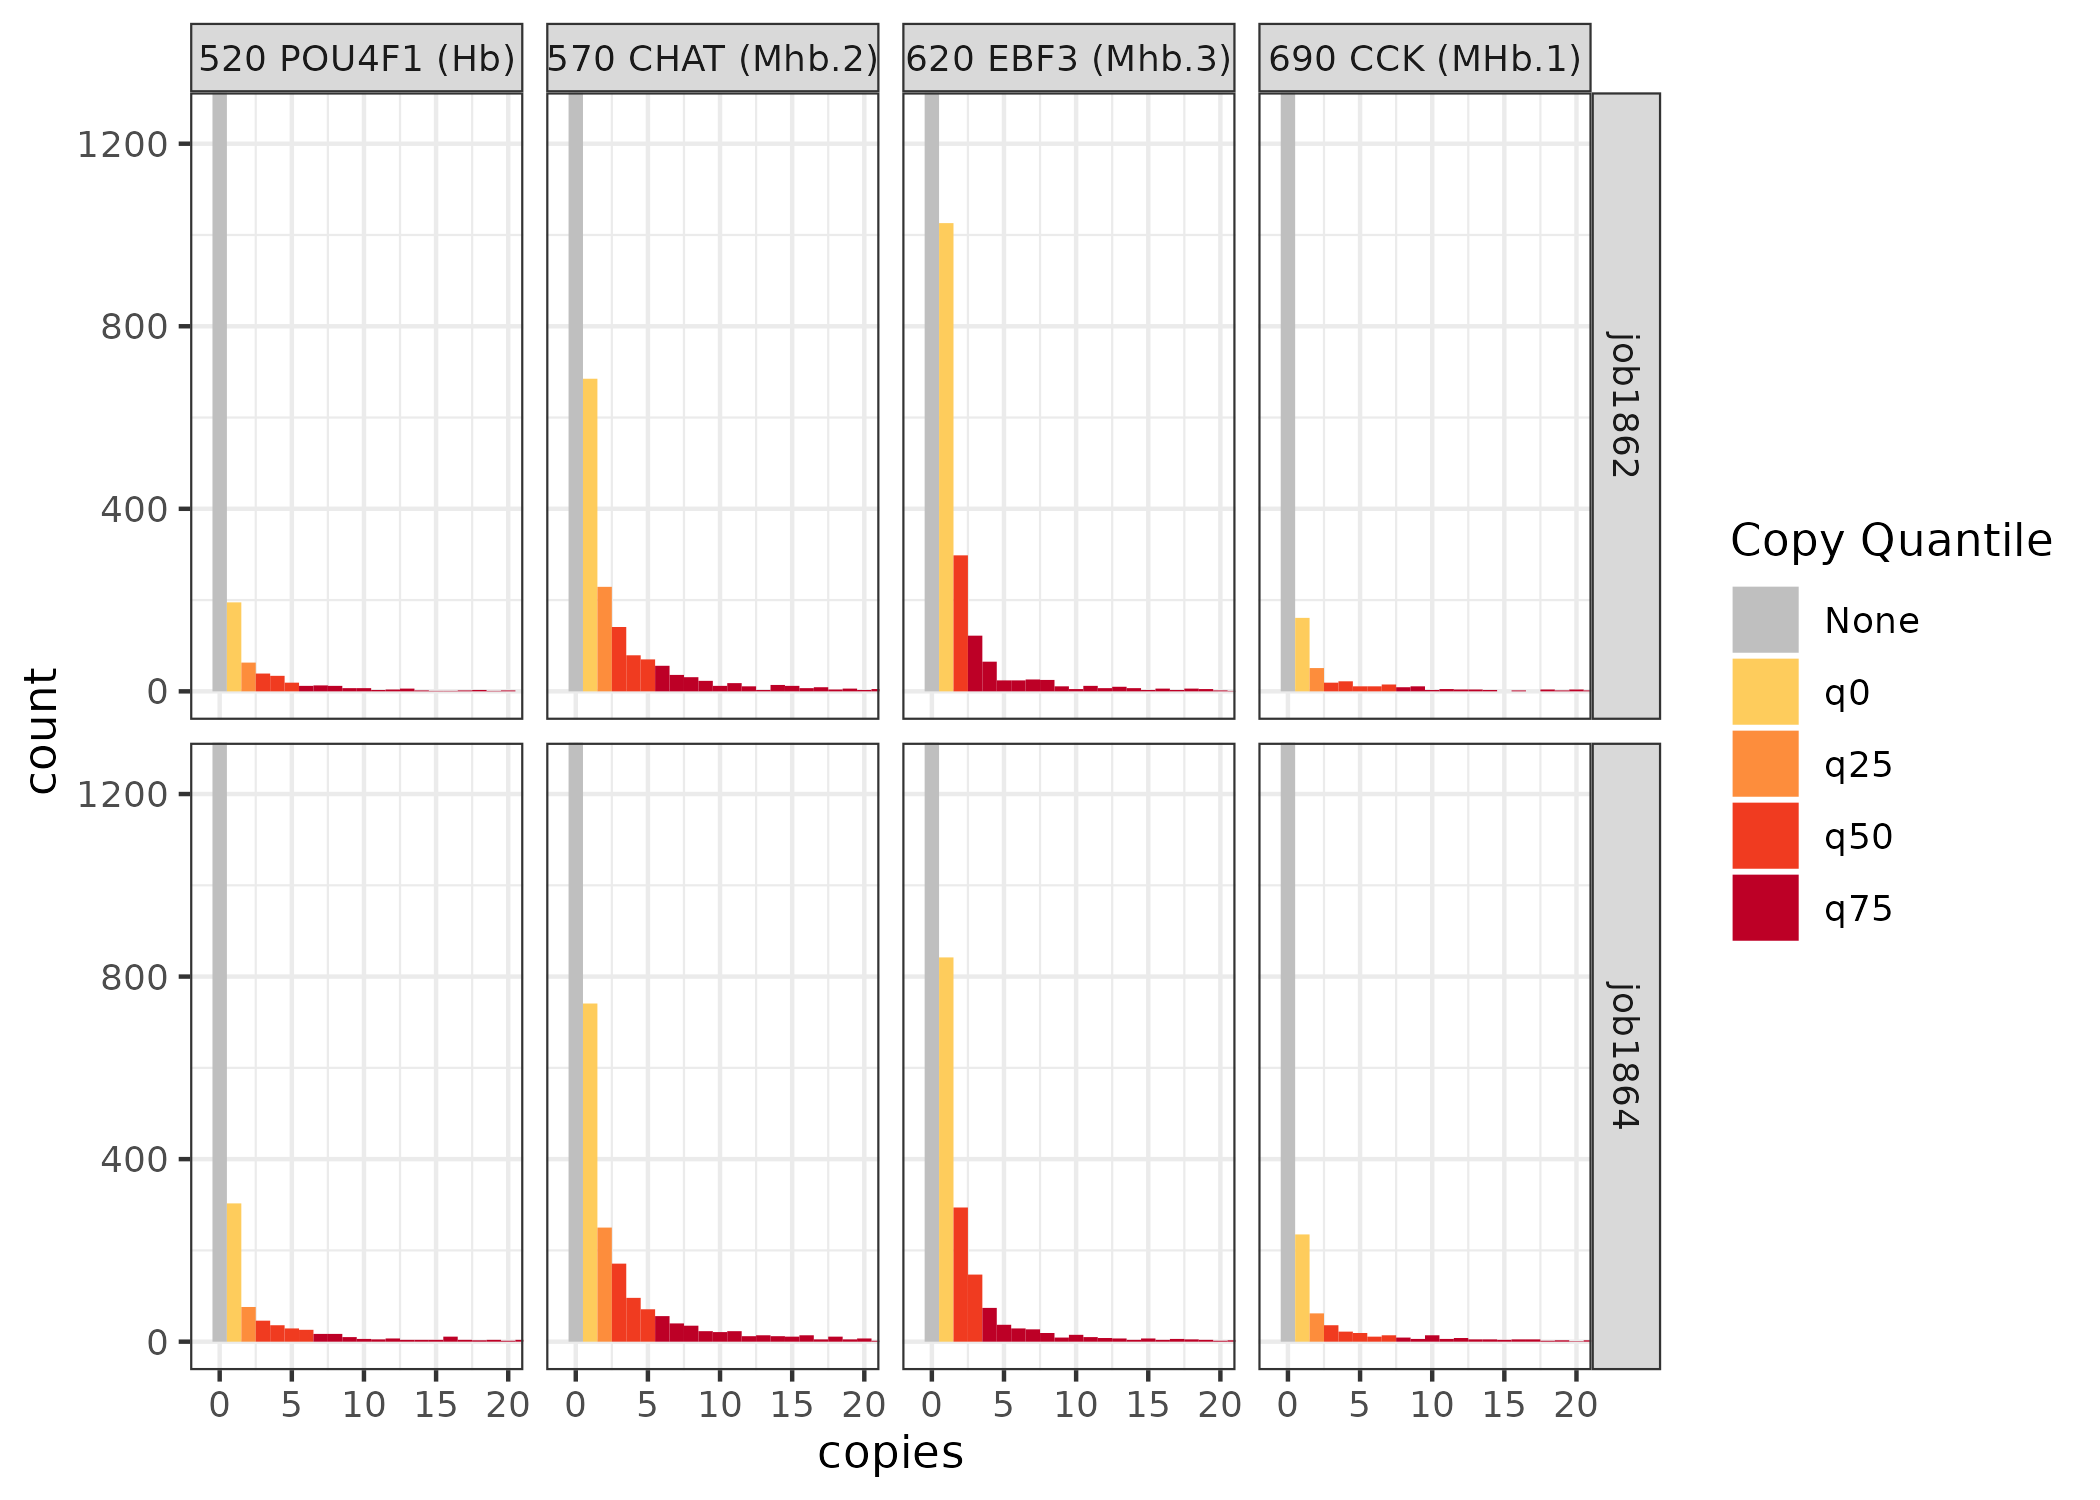 520 POU4F1 (Hb)
570 CHAT (Mhb.2)
620 EBF3 (Mhb.3)
690 CCK (MHb.1)
1200
800
400
0
job1862
1200
800
400
0
job1864
0 5 10 15 20
0 5 10 15 20
0 5 10 15 20
0 5 10 15 20
copies
count
Copy Quantile
None
q0
q25
q50
q75